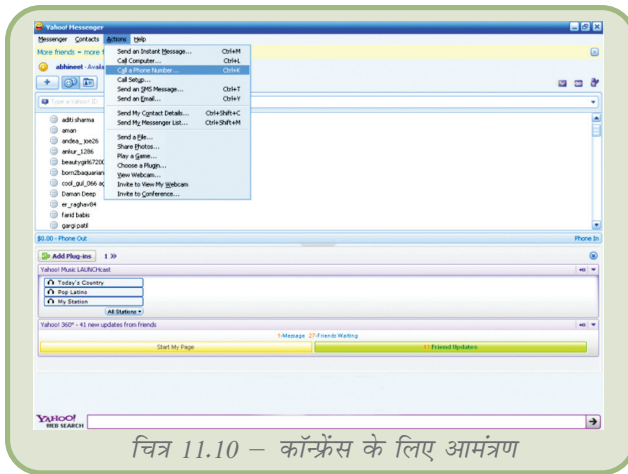 Yahoo! Messenger
Messenger Contacts Actions Help
More friends = more f
abhineet - Availa
Type a Yahoo! ID
Send an Instant Message... Ctrl+M
Call Computer... Ctrl+L
Call a Phone Number... Ctrl+K
Call Setup...
Send an SMS Message... Ctrl+T
Send an Email... Ctrl+Y
Send My Contact Details... Ctrl+Shift+C
Send My Messenger List... Ctrl+Shift+M
Send a File...
Share Photos...
Play a Game...
Choose a Plugin...
View Webcam...
Invite to View My Webcam
Invite to Conference...
aditi sharma
aman
andea_joe26
ankur_1286
beautygirl67200
born2baquarian
cool_gul_066 aq
Daman Deep
er_raghav84
farid babis
gargi patil
$0.00 - Phone Out Phone In
Add Plug-ins 1 »
Yahoo! Music LAUNCHcast
Today's Country
Pop Latino
My Station
All Stations
Yahoo! 360° - 41 new updates from friends
1-Message 27-Friends Waiting
Start My Page Friend Updates
YAHOO!
WEB SEARCH
चित्र 11.10 – कॉन्फ्रेंस के लिए आमंत्रण